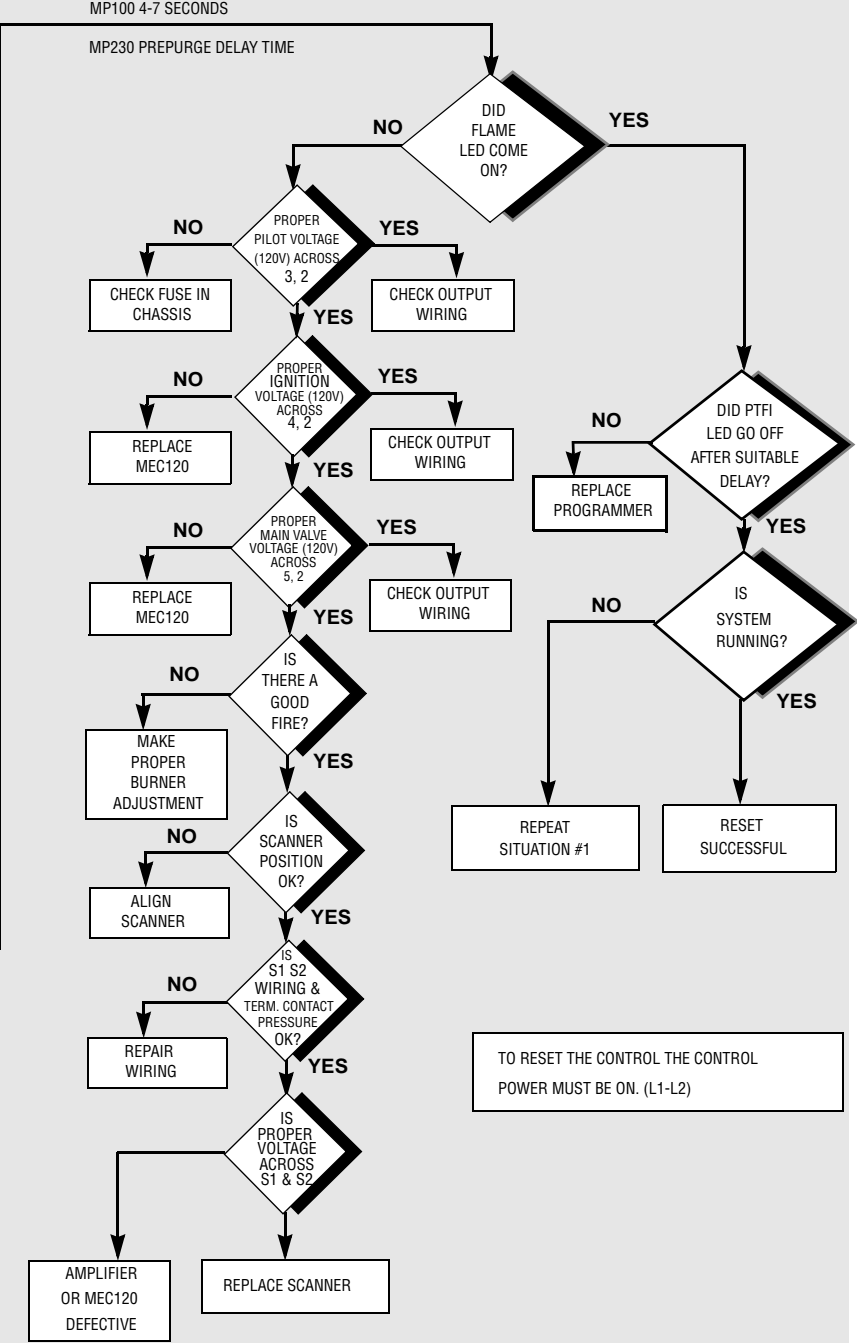 MP100 4-7 SECONDS
MP230 PREPURGE DELAY TIME
DID
FLAME
LED COME
ON?
NO
YES
PROPER
PILOT VOLTAGE
(120V) ACROSS
3, 2
NO
YES
CHECK FUSE IN
CHASSIS
CHECK OUTPUT
WIRING
YES
PROPER
IGNITION
VOLTAGE (120V)
ACROSS
4, 2
NO
YES
REPLACE
MEC120
CHECK OUTPUT
WIRING
YES
DID PTFI
LED GO OFF
AFTER SUITABLE
DELAY?
NO
REPLACE
PROGRAMMER
YES
PROPER
MAIN VALVE
VOLTAGE (120V)
ACROSS
5, 2
NO
YES
REPLACE
MEC120
CHECK OUTPUT
WIRING
YES
IS
SYSTEM
RUNNING?
NO
YES
IS
THERE A
GOOD
FIRE?
NO
MAKE
PROPER
BURNER
ADJUSTMENT
YES
REPEAT
SITUATION #1
RESET
SUCCESSFUL
IS
SCANNER
POSITION
OK?
NO
ALIGN
SCANNER
YES
IS
S1 S2
WIRING &
TERM. CONTACT
PRESSURE
OK?
NO
REPAIR
WIRING
YES
TO RESET THE CONTROL THE CONTROL
POWER MUST BE ON. (L1-L2)
IS
PROPER
VOLTAGE
ACROSS
S1 & S2
AMPLIFIER
OR MEC120
DEFECTIVE
REPLACE SCANNER